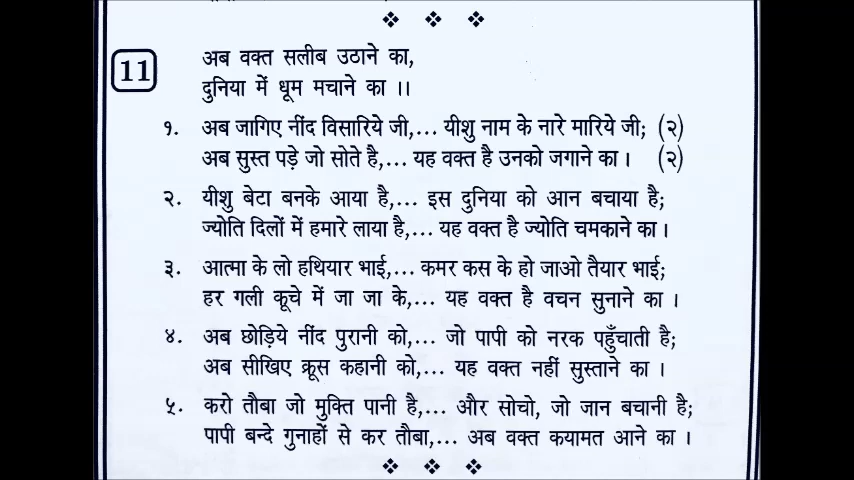 11
अब वक्त सलीब उठाने का,
दुनिया में धूम मचाने का ।।
१. अब जागिए नींद विसारिये जी,... यीशु नाम के नारे मारिये जी; (२)
अब सुस्त पड़े जो सोते है,... यह वक्त है उनको जगाने का । (२)
२. यीशु बेटा बनके आया है,... इस दुनिया को आन बचाया है;
ज्योति दिलों में हमारे लाया है,... यह वक्त है ज्योति चमकाने का ।
३. आत्मा के लो हथियार भाई,... कमर कस के हो जाओ तैयार भाई;
हर गली कूचे में जा जा के,... यह वक्त है वचन सुनाने का ।
४. अब छोड़िये नींद पुरानी को,... जो पापी को नरक पहुँचाती है;
अब सीखिए क्रूस कहानी को,... यह वक्त नहीं सुस्ताने का ।
५. करो तौबा जो मुक्ति पानी है,... और सोचो, जो जान बचानी है;
पापी बन्दे गुनाहों से कर तौबा,... अब वक्त कयामत आने का ।